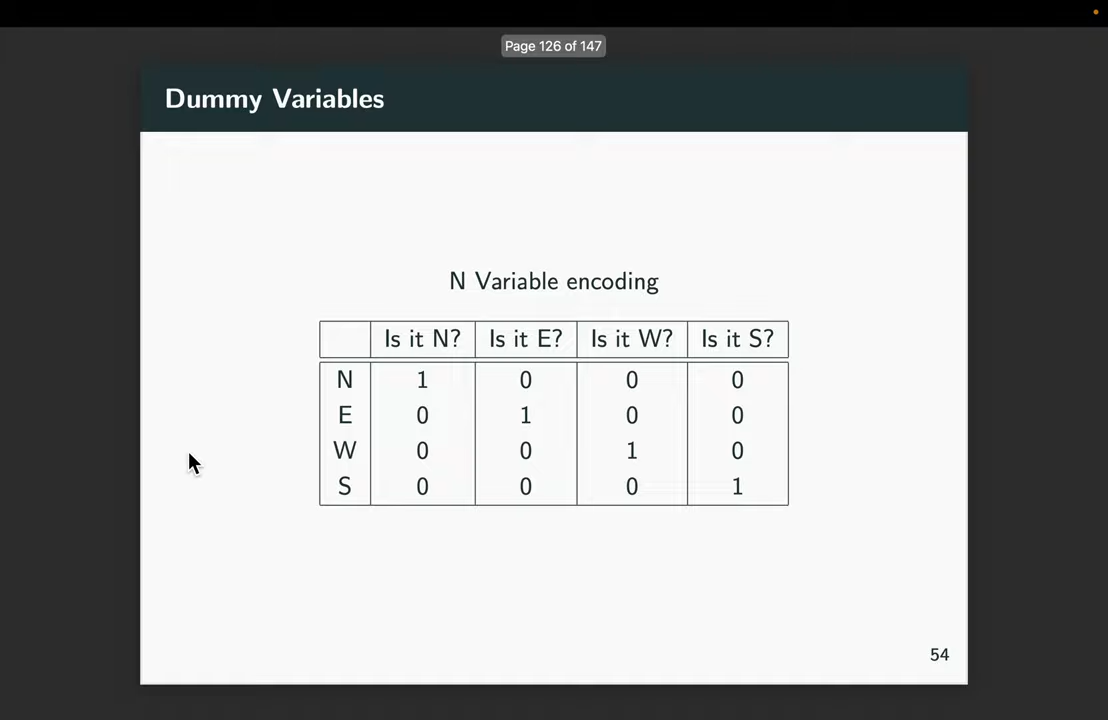 Page 126 of 147
Dummy Variables
N Variable encoding
Is it N? Is it E? Is it W? Is it S?
N 1 0 0 0
E 0 1 0 0
W 0 0 1 0
S 0 0 0 1
54